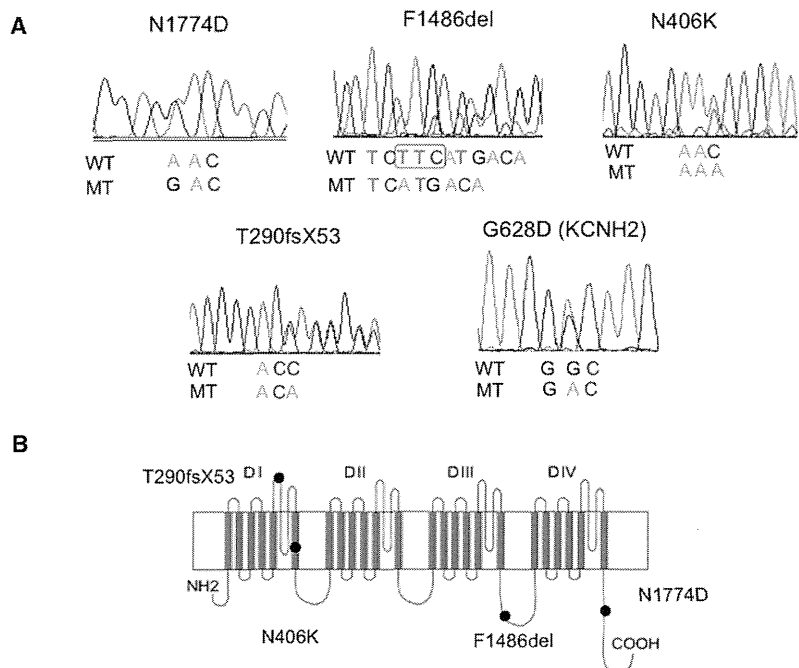 A
N1774D
F1486del
N406K
WT A A C
MT G A C
WT T C T T C A T G A C A
MT T C A T G A C A
WT A A C
MT A A A
T290fsX53
G628D (KCNH2)
WT A C C
MT A C A
WT G G C
MT G A C
B
T290fsX53
DI
DII
DIII
DIV
NH2
N406K
F1486del
N1774D
COOH